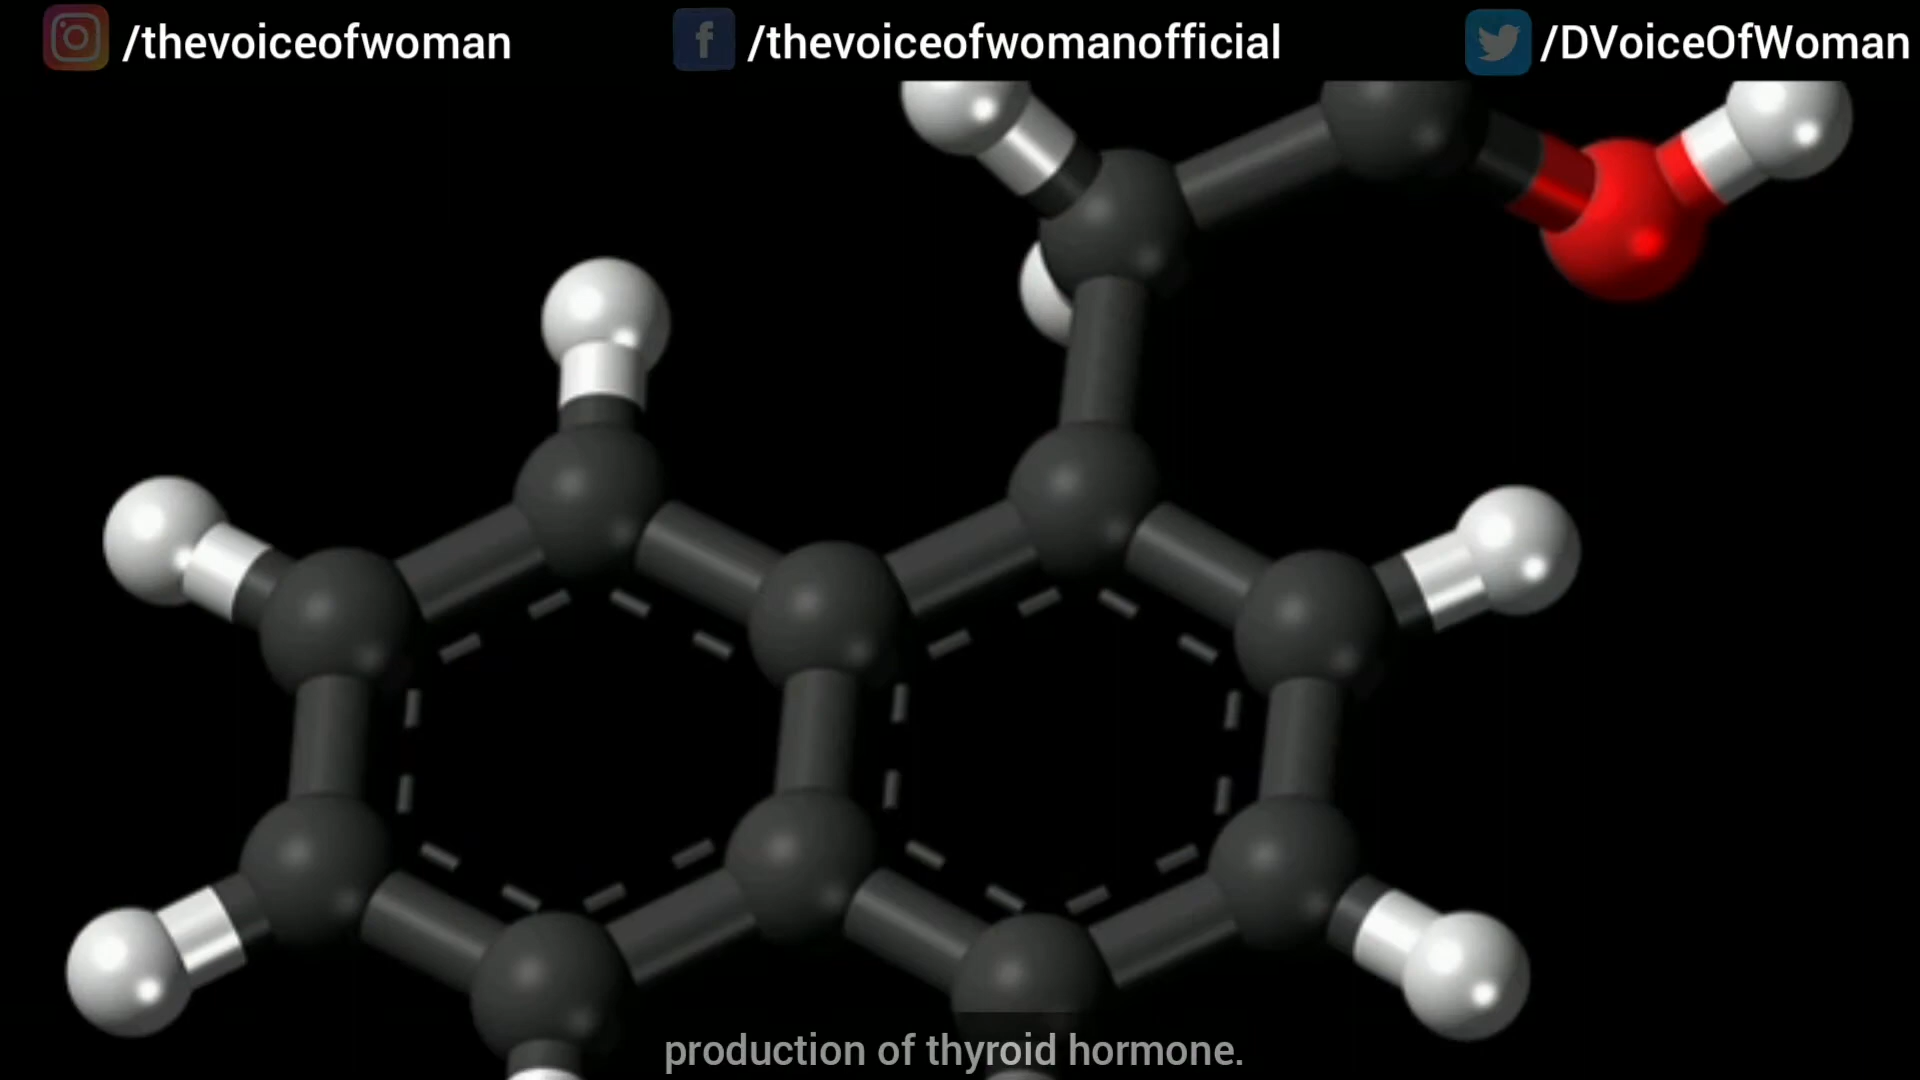 /thevoiceofwoman
/thevoiceofwomanofficial
/DVoiceOfWoman
production of thyroid hormone.